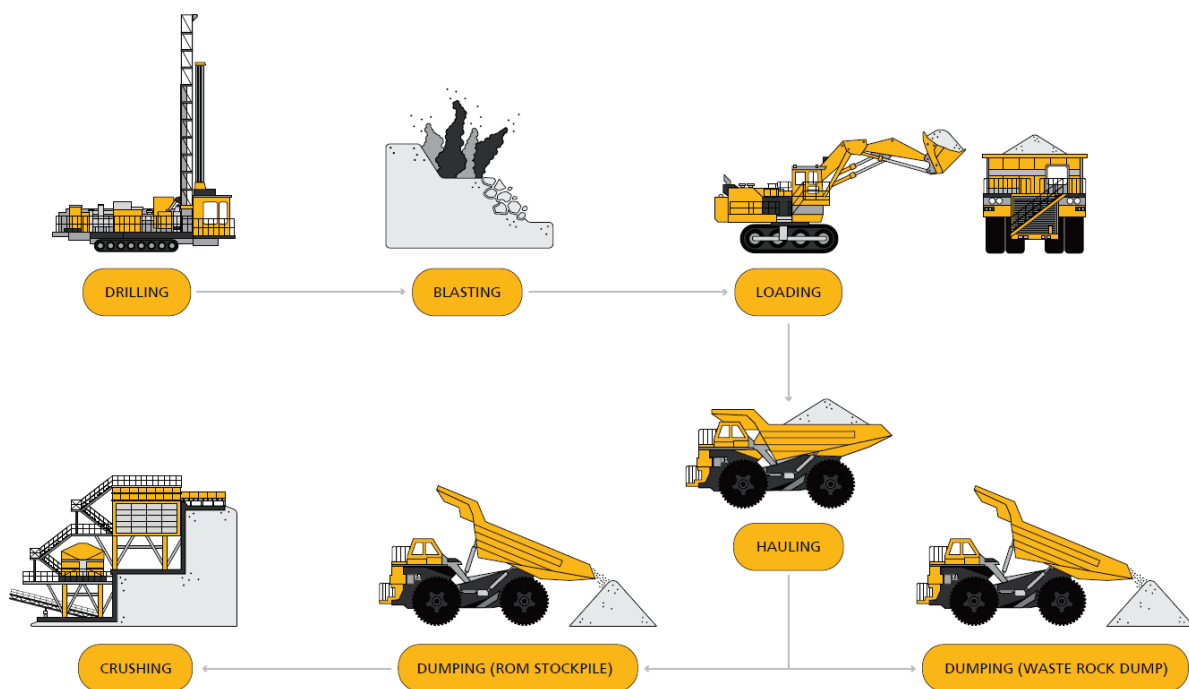 DRILLING
BLASTING
LOADING
HAULING
CRUSHING
DUMPING (ROM STOCKPILE)
DUMPING (WASTE ROCK DUMP)